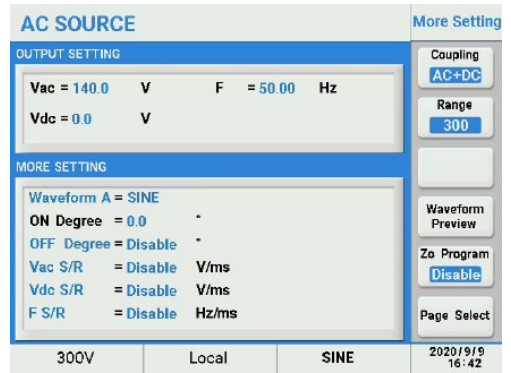 AC SOURCE
More Setting
OUTPUT SETTING
Vac = 140.0 V F = 50.00 Hz
Vdc = 0.0 V
MORE SETTING
Waveform A = SINE
ON Degree = 0.0 °
OFF Degree = Disable °
Vac S/R = Disable V/ms
Vdc S/R = Disable V/ms
F S/R = Disable Hz/ms
Coupling
AC+DC
Range
300
Waveform
Preview
Zo Program
Disable
Page Select
300V Local SINE 2020/9/9
16:42